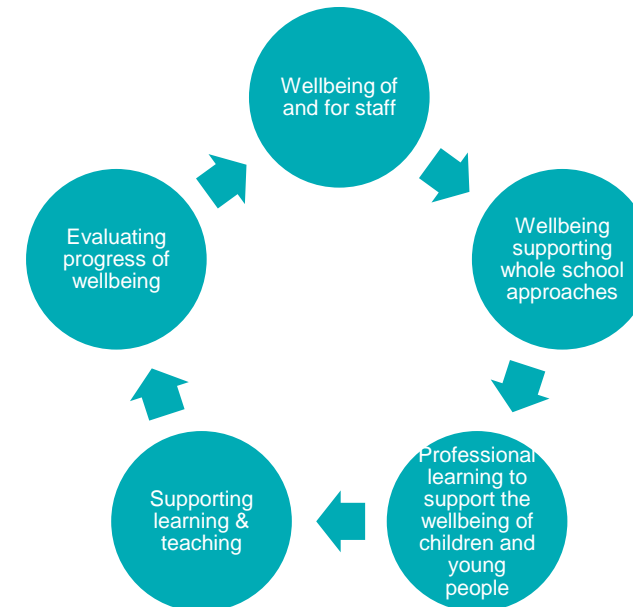 Wellbeing of
and for staff
Wellbeing
supporting
whole school
approaches
Professional
learning to
support the
wellbeing of
children and
young
people
Supporting
learning &
teaching
Evaluating
progress of
wellbeing